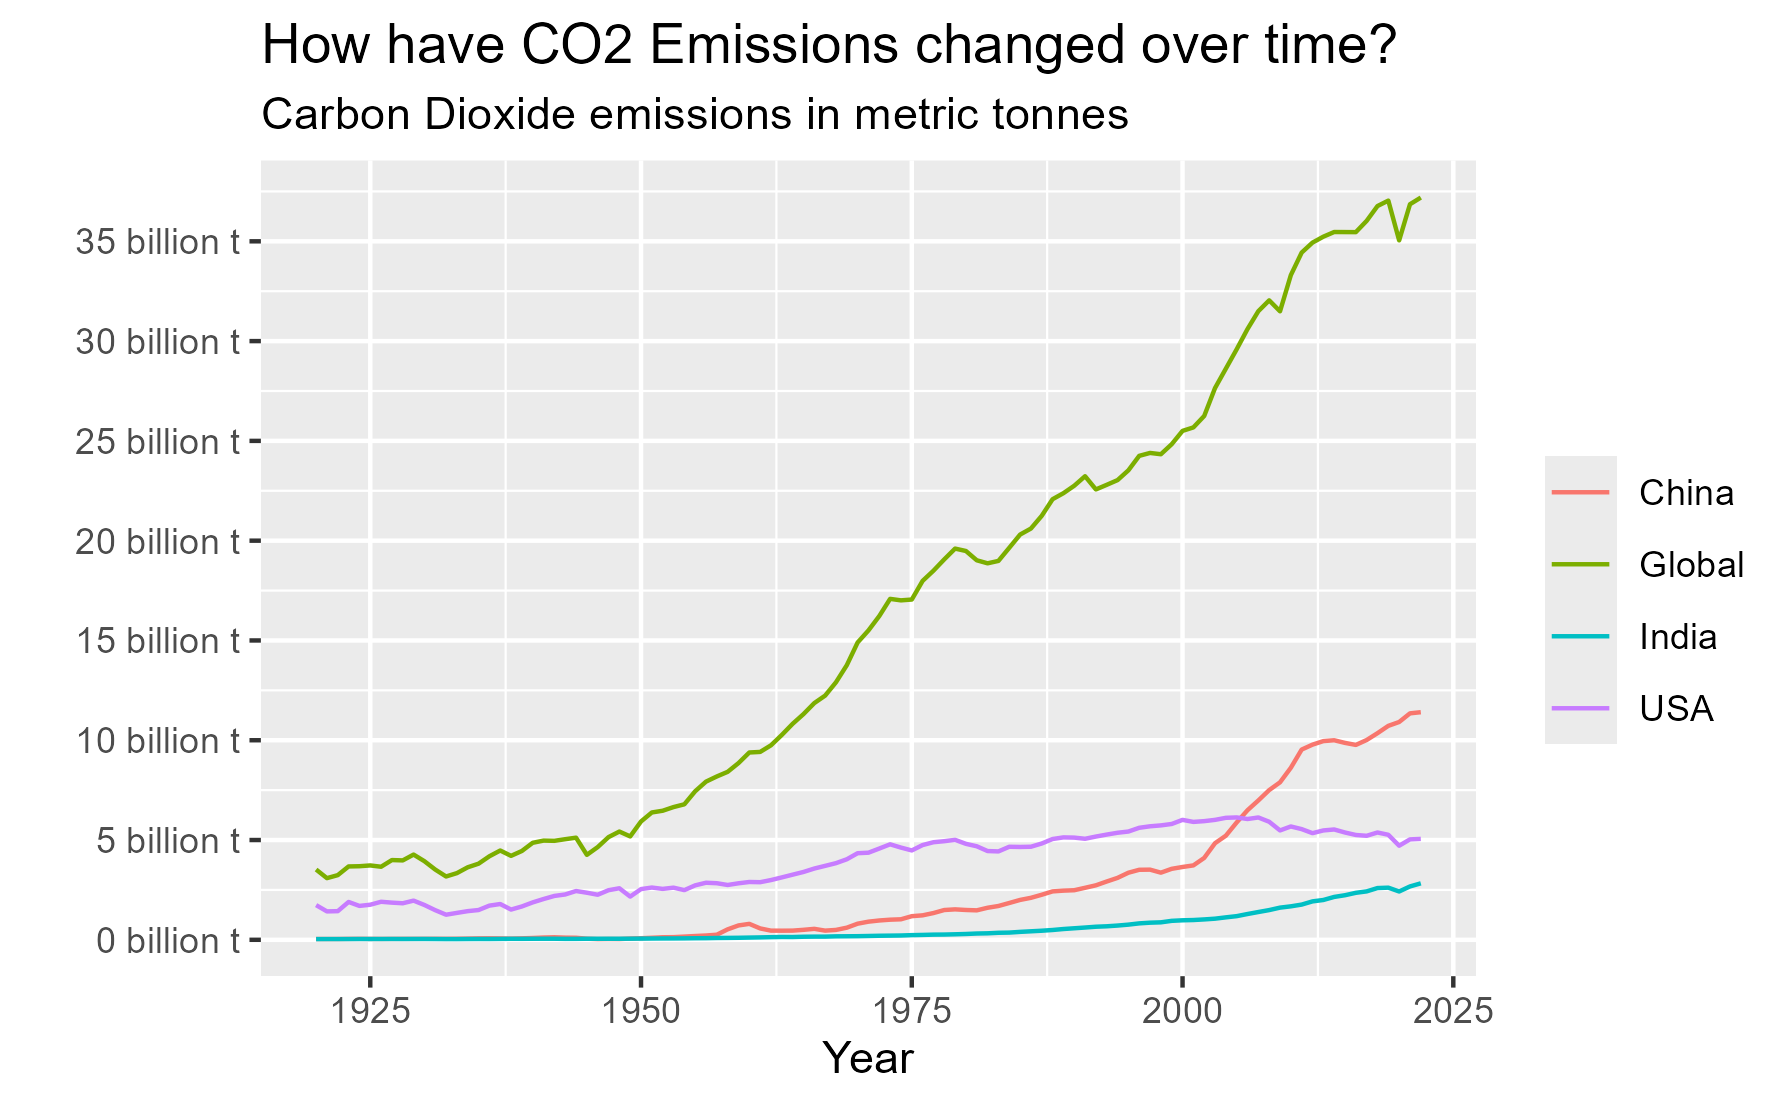 How have CO2 Emissions changed over time?
Carbon Dioxide emissions in metric tonnes
35 billion t
30 billion t
25 billion t
20 billion t
15 billion t
10 billion t
5 billion t
0 billion t
1925
1950
1975
2000
2025
Year
China
Global
India
USA